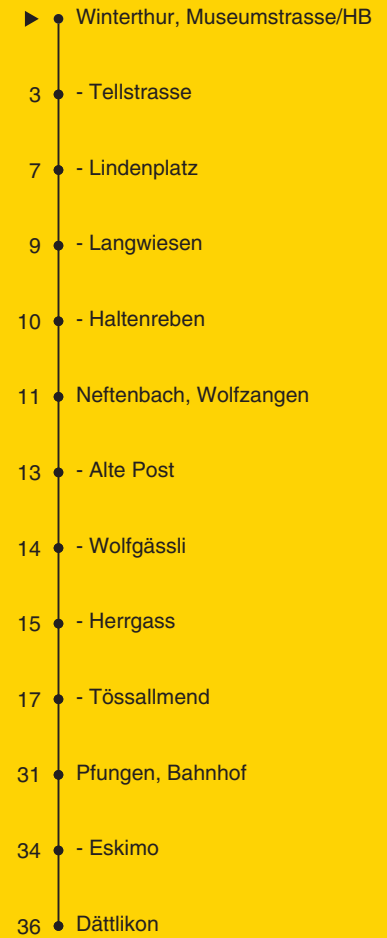 Winterthur, Museumstrasse/HB
3 - Tellstrasse
7 - Lindenplatz
9 - Langwiesen
10 - Haltenreben
11 Neftenbach, Wolfzangen
13 - Alte Post
14 - Wolfgässli
15 - Herrgass
17 - Tössallmend
31 Pfungen, Bahnhof
34 - Eskimo
36 Dättlikon